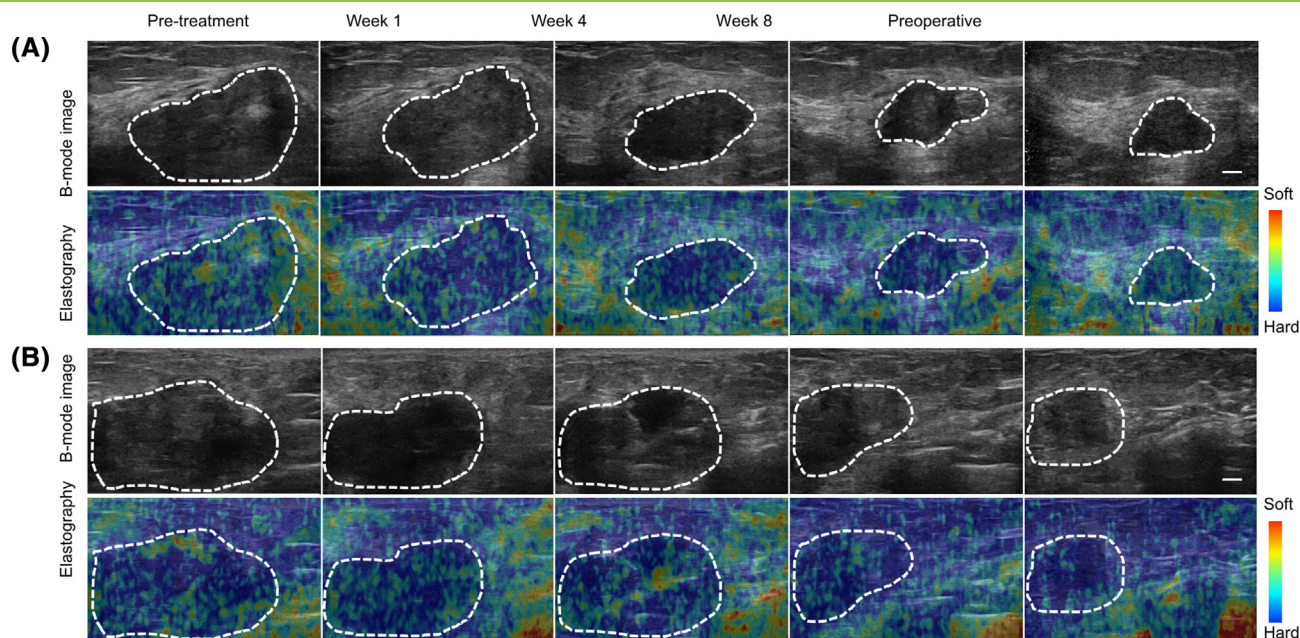 Pre-treatment Week 1 Week 4 Week 8 Preoperative
(A)
B-mode image
Elastography
Soft
Hard
(B)
B-mode image
Elastography
Soft
Hard